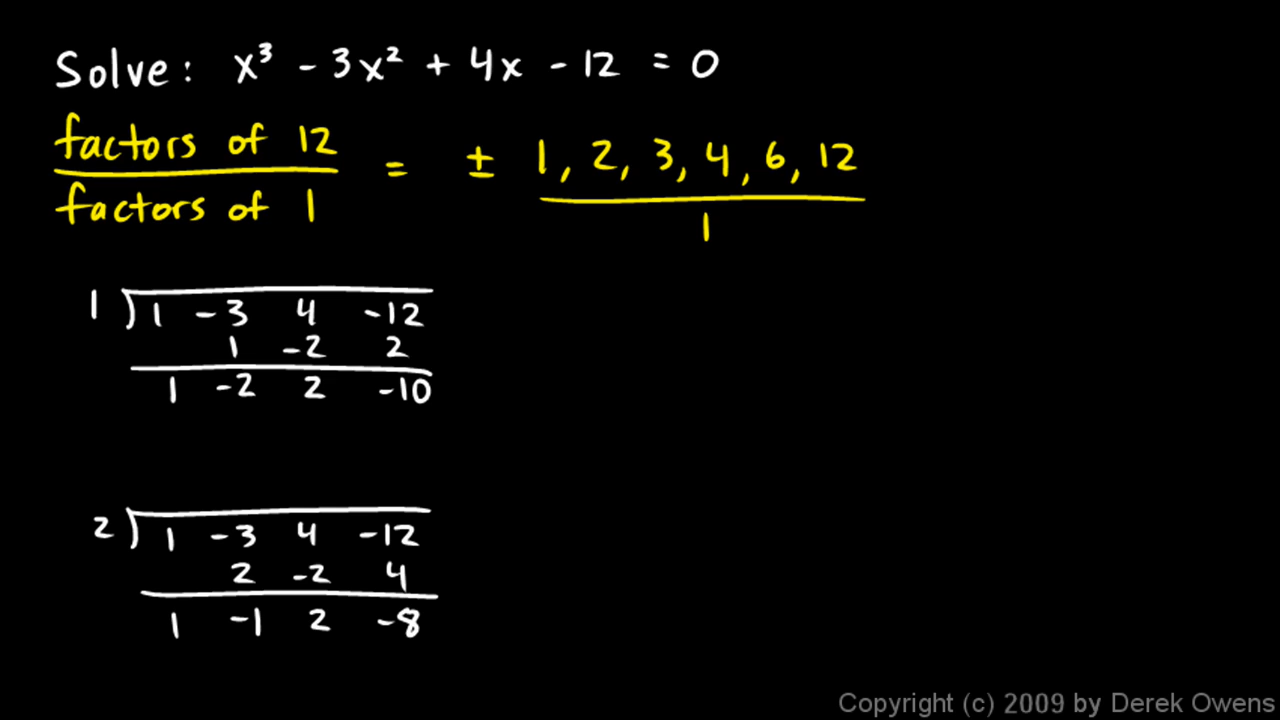 Solve: x³ - 3x² + 4x - 12 = 0
factors of 12
factors of 1
= ± 1, 2, 3, 4, 6, 12
1
1 ) 1 -3 4 -12
1 -2 2
1 -2 2 -10
2 ) 1 -3 4 -12
2 -2 4
1 -1 2 -8
Copyright (c) 2009 by Derek Owens